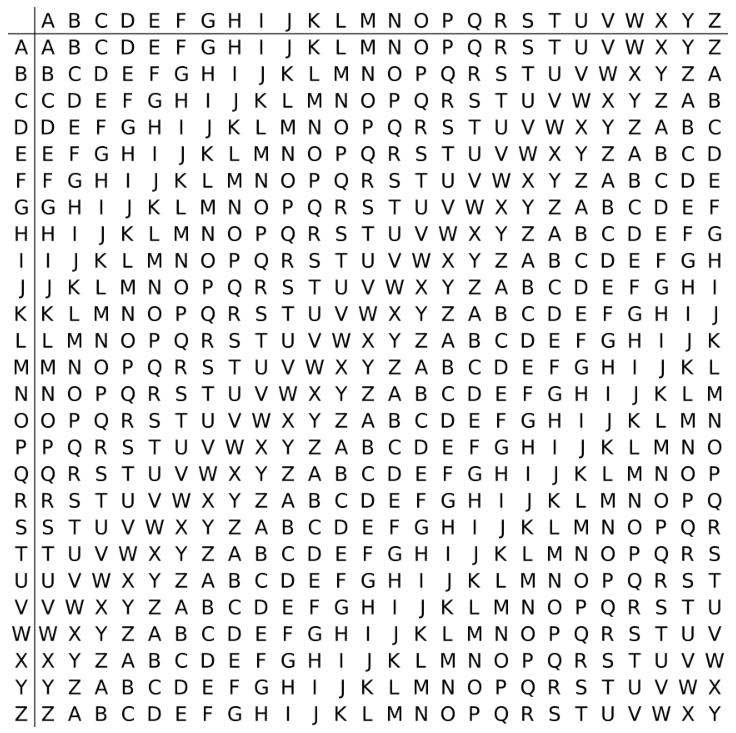 A B C D E F G H I J K L M N O P Q R S T U V W X Y Z
A A B C D E F G H I J K L M N O P Q R S T U V W X Y Z
B B C D E F G H I J K L M N O P Q R S T U V W X Y Z A
C C D E F G H I J K L M N O P Q R S T U V W X Y Z A B
D D E F G H I J K L M N O P Q R S T U V W X Y Z A B C
E E F G H I J K L M N O P Q R S T U V W X Y Z A B C D
F F G H I J K L M N O P Q R S T U V W X Y Z A B C D E
G G H I J K L M N O P Q R S T U V W X Y Z A B C D E F
H H I J K L M N O P Q R S T U V W X Y Z A B C D E F G
I I J K L M N O P Q R S T U V W X Y Z A B C D E F G H
J J K L M N O P Q R S T U V W X Y Z A B C D E F G H I
K K L M N O P Q R S T U V W X Y Z A B C D E F G H I J
L L M N O P Q R S T U V W X Y Z A B C D E F G H I J K
M M N O P Q R S T U V W X Y Z A B C D E F G H I J K L
N N O P Q R S T U V W X Y Z A B C D E F G H I J K L M
O O P Q R S T U V W X Y Z A B C D E F G H I J K L M N
P P Q R S T U V W X Y Z A B C D E F G H I J K L M N O
Q Q R S T U V W X Y Z A B C D E F G H I J K L M N O P
R R S T U V W X Y Z A B C D E F G H I J K L M N O P Q
S S T U V W X Y Z A B C D E F G H I J K L M N O P Q R
T T U V W X Y Z A B C D E F G H I J K L M N O P Q R S
U U V W X Y Z A B C D E F G H I J K L M N O P Q R S T
V V W X Y Z A B C D E F G H I J K L M N O P Q R S T U
W W X Y Z A B C D E F G H I J K L M N O P Q R S T U V
X X Y Z A B C D E F G H I J K L M N O P Q R S T U V W
Y Y Z A B C D E F G H I J K L M N O P Q R S T U V W X
Z Z A B C D E F G H I J K L M N O P Q R S T U V W X Y